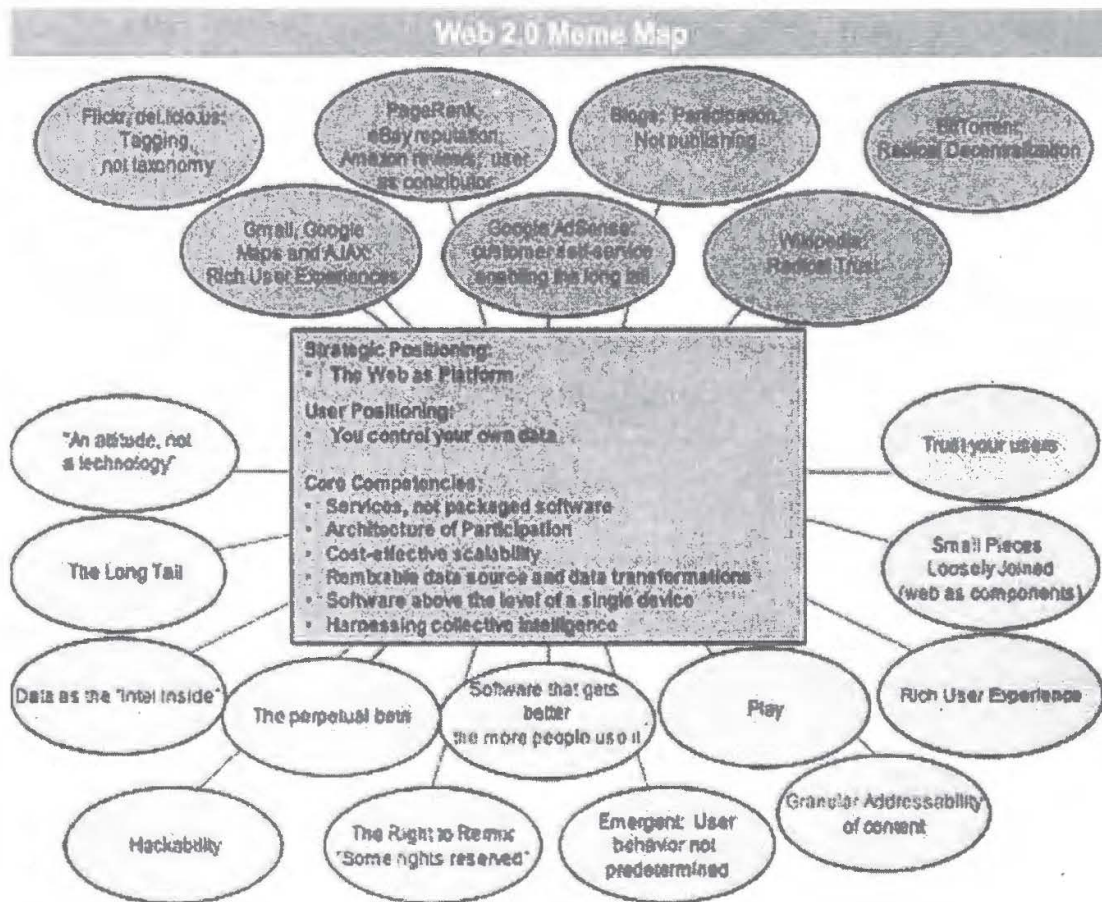 Web 2.0 Meme Map
Flickr, del.icio.us:
Tagging,
not taxonomy
PageRank,
eBay reputation,
Amazon reviews: user
as contributor
Blogs: Participation,
Not publishing
BitTorrent:
Radical Decentralization
Gmail, Google
Maps and AJAX:
Rich User Experiences
Google AdSense:
customer self-service
enabling the long tail
Wikipedia:
Radical Trust
Strategic Positioning:
• The Web as Platform
User Positioning:
• You control your own data
Core Competencies:
• Services, not packaged software
• Architecture of Participation
• Cost-effective scalability
• Remixable data source and data transformations
• Software above the level of a single device
• Harnessing collective intelligence
"An attitude, not
a technology"
The Long Tail
Data as the "Intel Inside"
Trust your users
Small Pieces
Loosely Joined
(web as components)
Rich User Experience
The perpetual beta
Software that gets
better
the more people use it
Play
Hackability
The Right to Remix
"Some rights reserved"
Emergent: User
behavior not
predetermined
Granular Addressability
of content